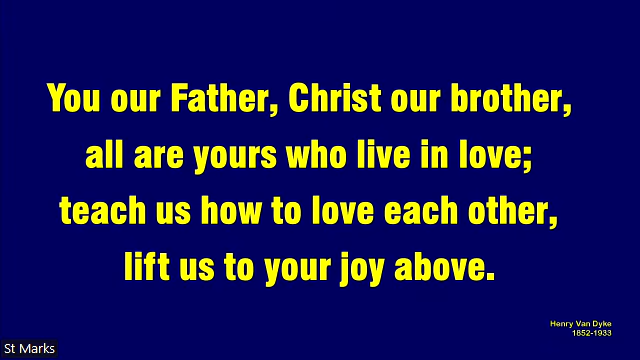 You our Father, Christ our brother,
all are yours who live in love;
teach us how to love each other,
lift us to your joy above.
Henry Van Dyke
1852-1933
St Marks